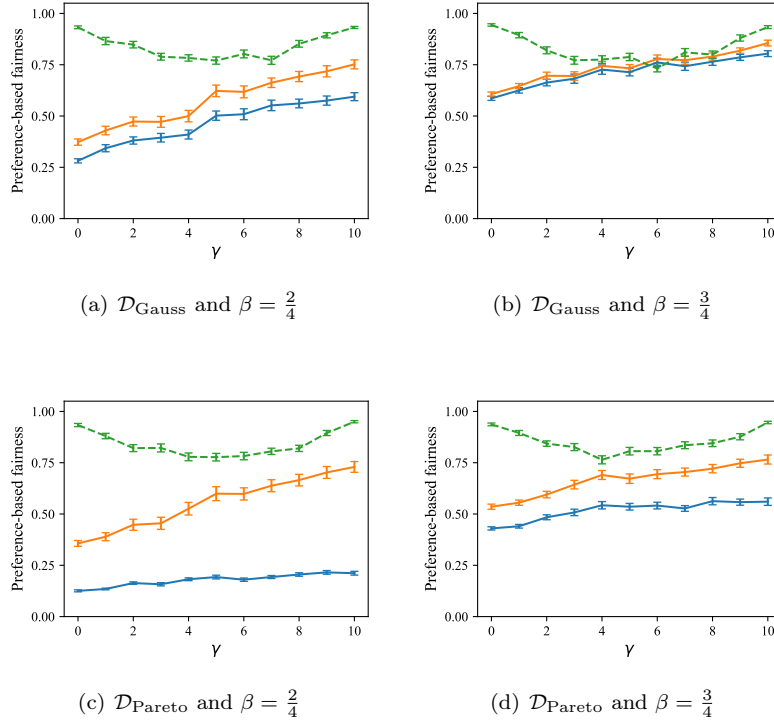 1.00
0.75
0.50
0.25
0.00
Preference-based fairness
0 2 4 6 8 10
γ
(a) 𝒟Gauss and β = 2/4
1.00
0.75
0.50
0.25
0.00
Preference-based fairness
0 2 4 6 8 10
γ
(b) 𝒟Gauss and β = 3/4
1.00
0.75
0.50
0.25
0.00
Preference-based fairness
0 2 4 6 8 10
γ
(c) 𝒟Pareto and β = 2/4
1.00
0.75
0.50
0.25
0.00
Preference-based fairness
0 2 4 6 8 10
γ
(d) 𝒟Pareto and β = 3/4